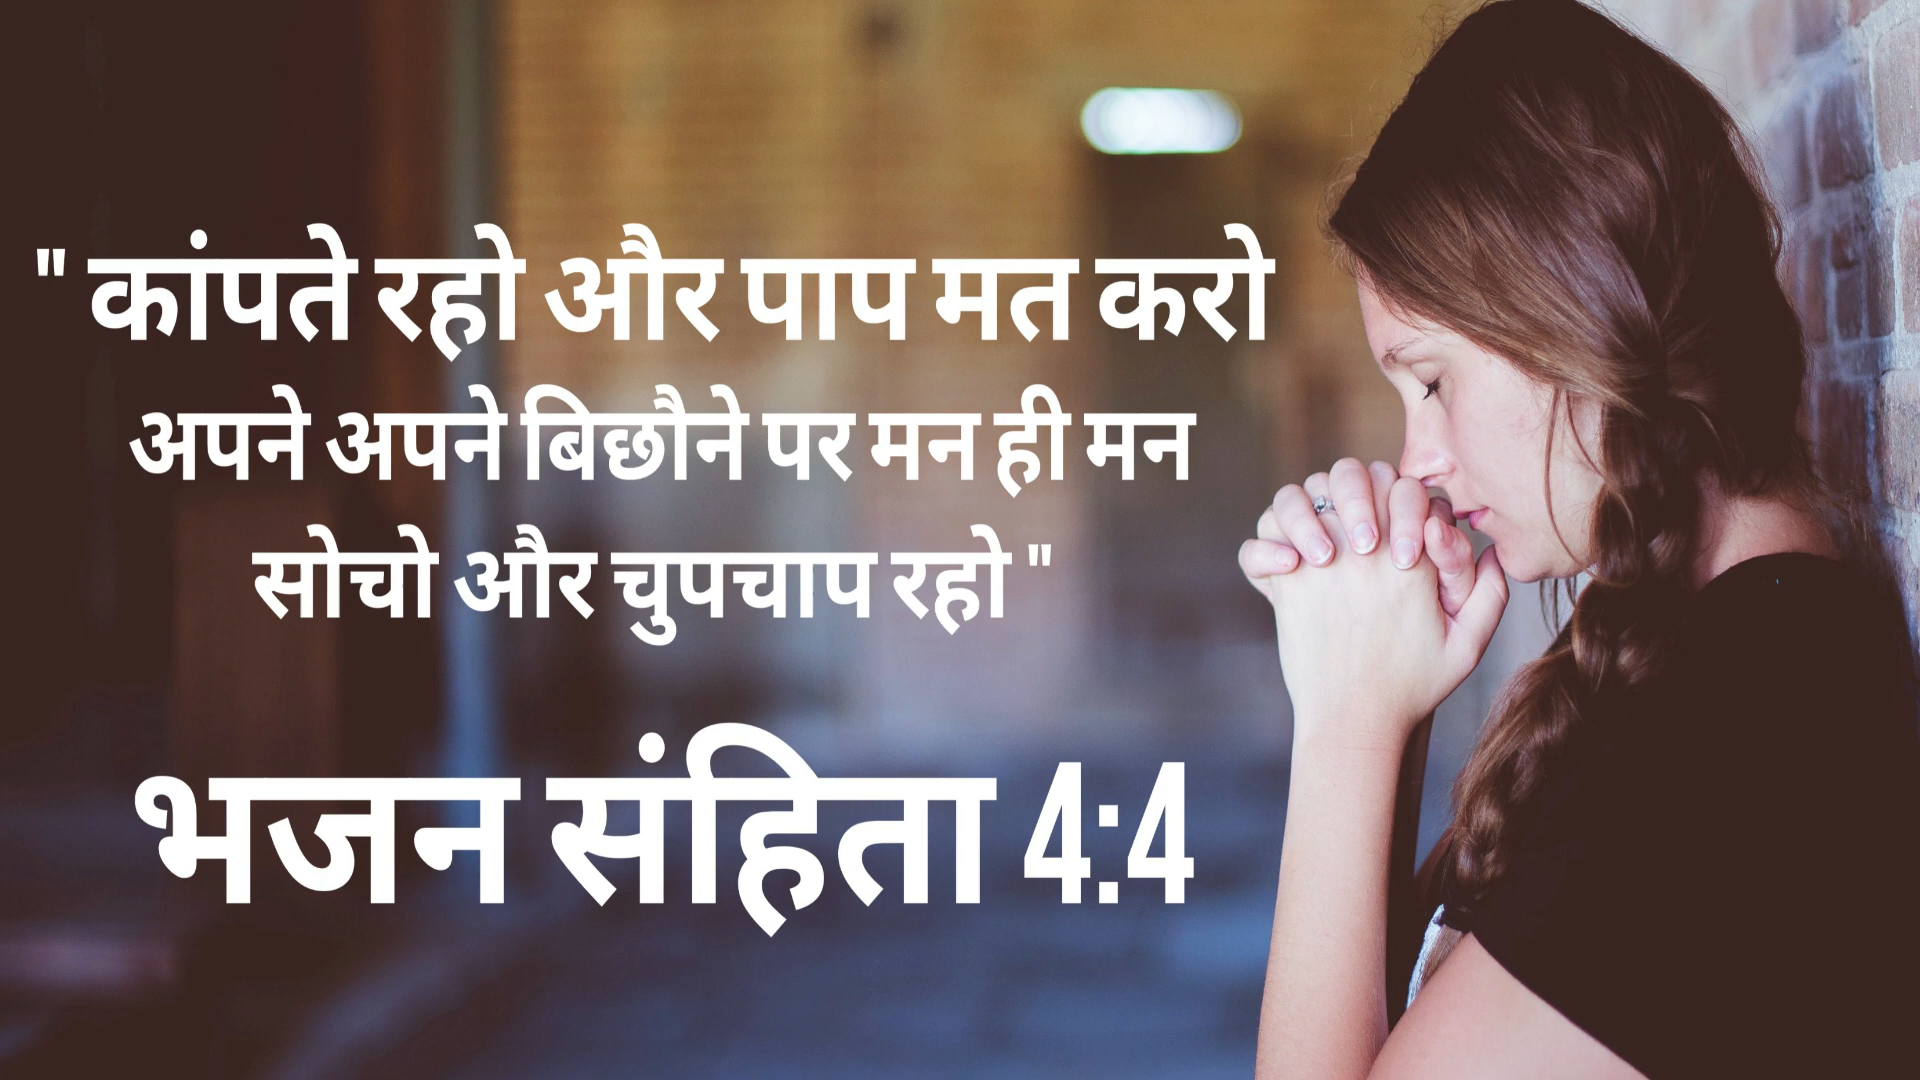 " कांपते रहो और पाप मत करो
अपने अपने बिछौने पर मन ही मन
सोचो और चुपचाप रहो "
भजन संहिता 4:4